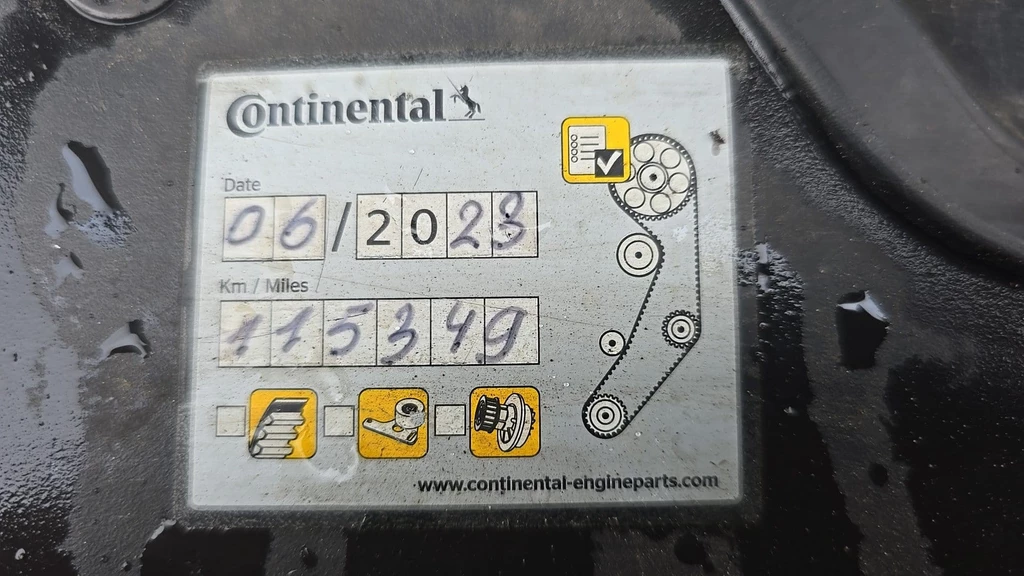 Continental
Date
06/2023
Km / Miles
115349
www.continental-engineparts.com